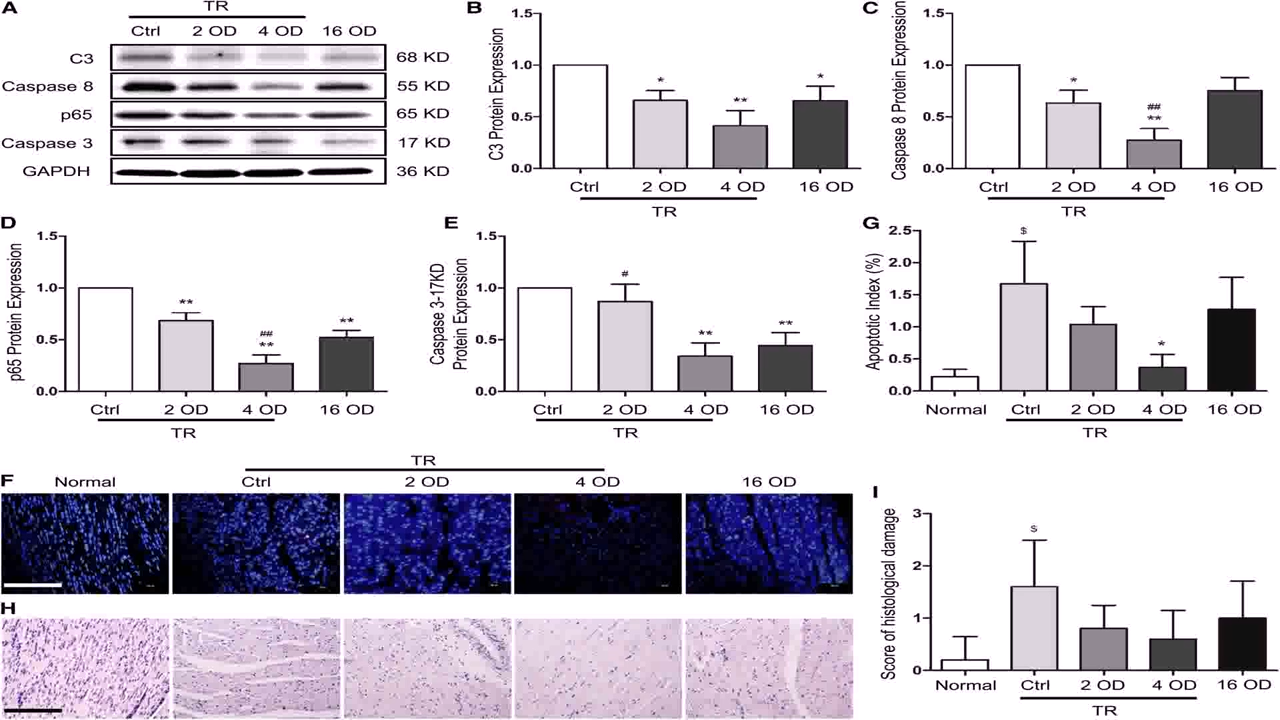 A
TR
Ctrl 2 OD 4 OD 16 OD
C3 68 KD
Caspase 8 55 KD
p65 65 KD
Caspase 3 17 KD
GAPDH 36 KD
B
C3 Protein Expression
1.5
1.0
0.5
0.0
*
**
*
Ctrl 2 OD 4 OD 16 OD
TR
C
Caspase 8 Protein Expression
1.5
1.0
0.5
0.0
*
##
**
Ctrl 2 OD 4 OD 16 OD
TR
D
p65 Protein Expression
1.5
1.0
0.5
0.0
**
##
**
**
Ctrl 2 OD 4 OD 16 OD
TR
E
Caspase 3-17KD
Protein Expression
1.5
1.0
0.5
0.0
#
**
**
Ctrl 2 OD 4 OD 16 OD
TR
G
Apoptotic Index (%)
2.5
2.0
1.5
1.0
0.5
0.0
$
*
Normal Ctrl 2 OD 4 OD 16 OD
TR
F
TR
Normal Ctrl 2 OD 4 OD 16 OD
H
I
Score of histological damage
3
2
1
0
$
Normal Ctrl 2 OD 4 OD 16 OD
TR